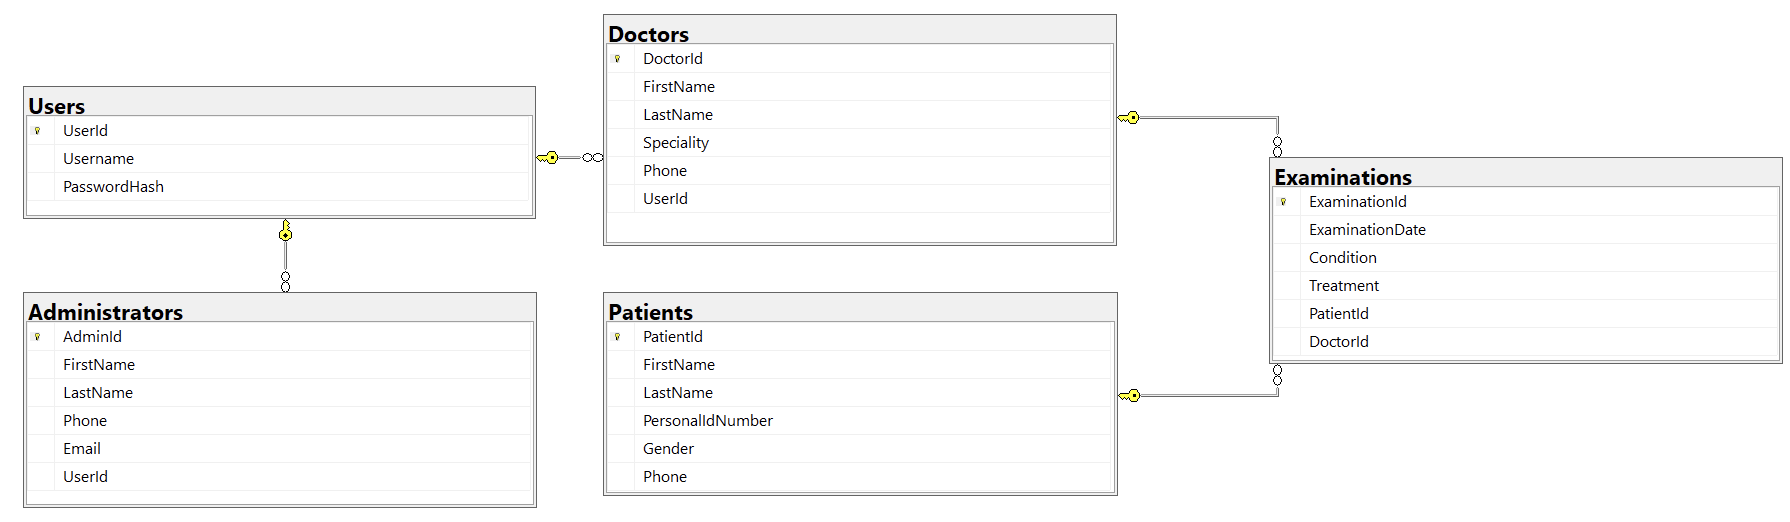 Users
UserId
Username
PasswordHash
Administrators
AdminId
FirstName
LastName
Phone
Email
UserId
Doctors
DoctorId
FirstName
LastName
Speciality
Phone
UserId
Patients
PatientId
FirstName
LastName
PersonalIdNumber
Gender
Phone
Examinations
ExaminationId
ExaminationDate
Condition
Treatment
PatientId
DoctorId